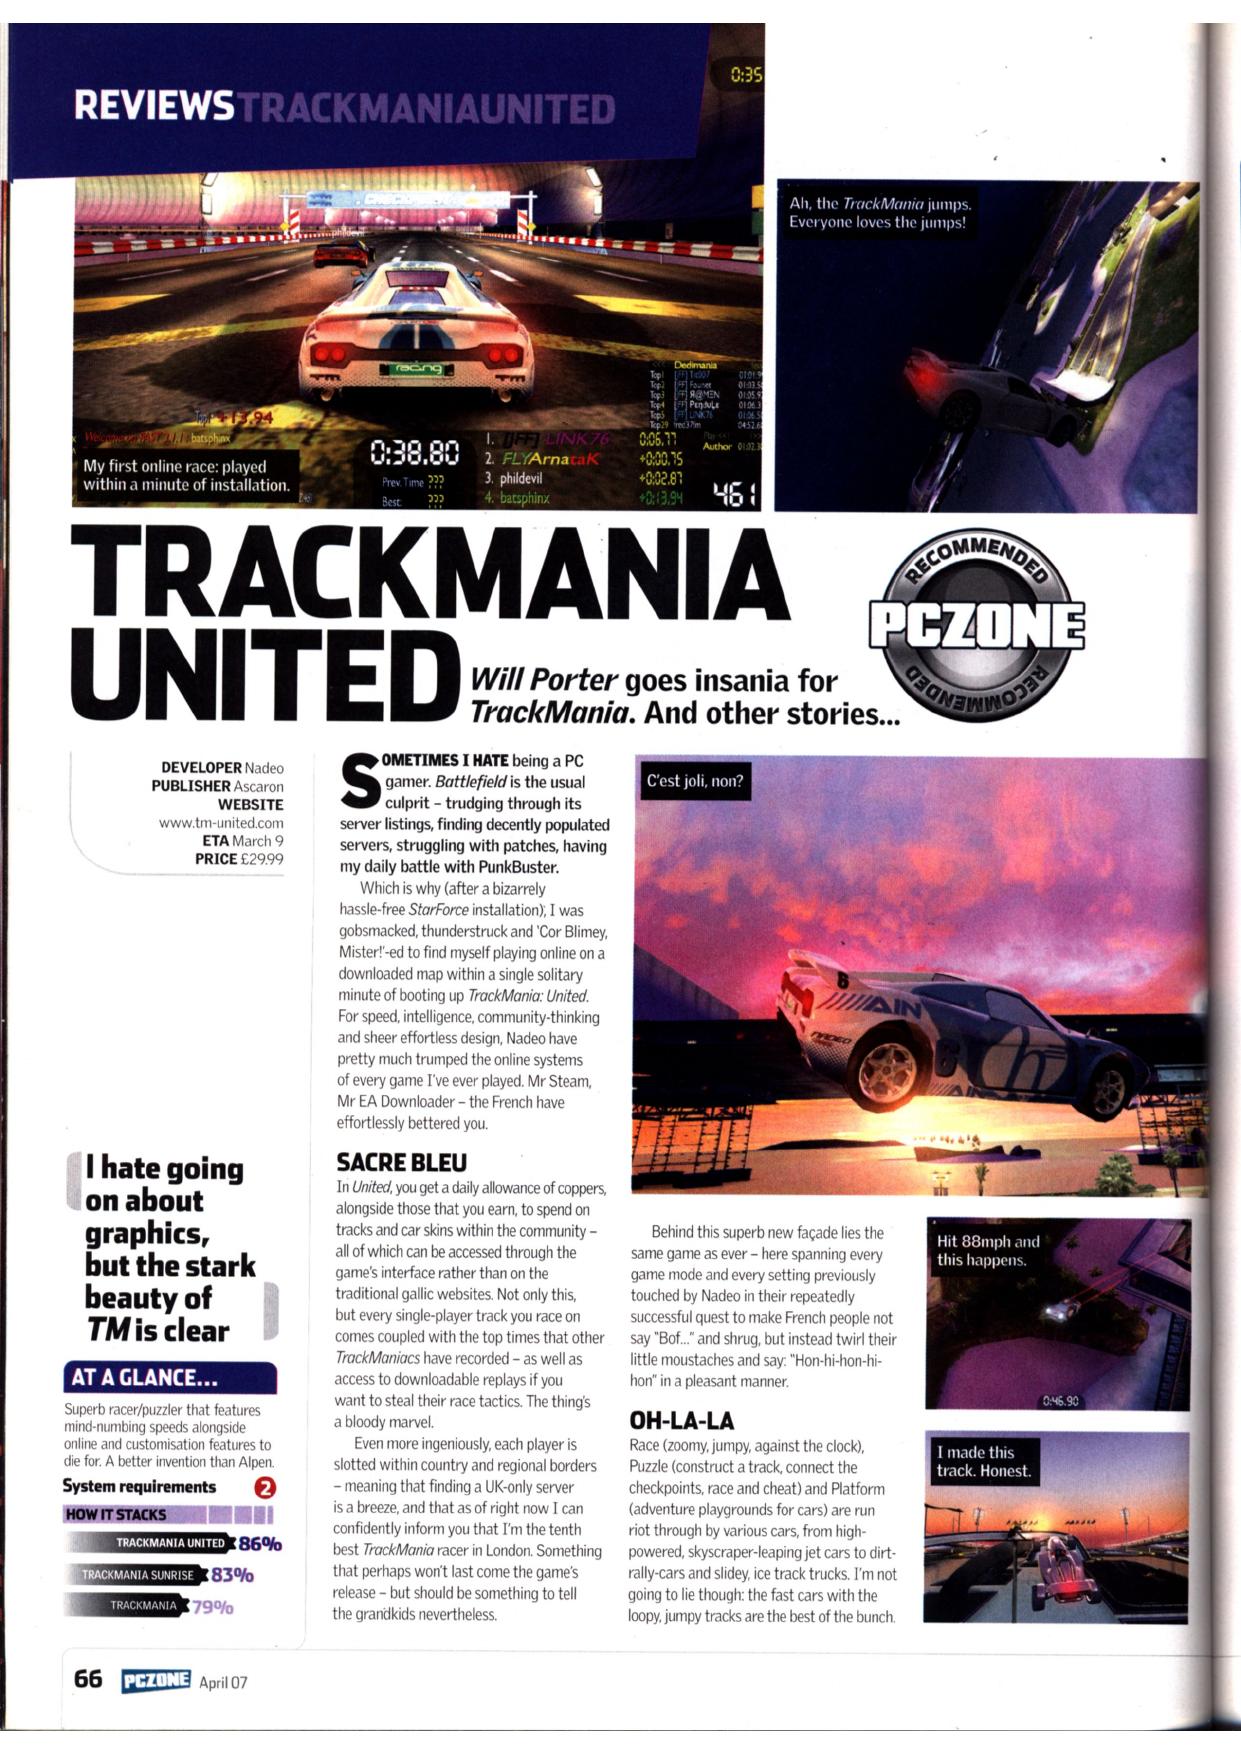 REVIEWSTRACKMANIAUNITED
0:35
philidevil
Ah, the TrackMania jumps.
Everyone loves the jumps!
racing
Dedimania
+13.94
batsphinx
My first online race: played
within a minute of installation.
0:38.80
Prev. Time ???
Best: ???
1. [FF] LINK76 0:06.77
2. FLYArnataK +0:00.75
3. phildevil +0:02.87
4. batsphinx +0:13.94
Author
461
TRACKMANIA
UNITED
Will Porter goes insania for
TrackMania. And other stories...
RECOMMENDED
PCZONE
RECOMMENDED
DEVELOPER Nadeo
PUBLISHER Ascaron
WEBSITE
www.tm-united.com
ETA March 9
PRICE £29.99
I hate going
on about
graphics,
but the stark
beauty of
TM is clear
AT A GLANCE...
Superb racer/puzzler that features
mind-numbing speeds alongside
online and customisation features to
die for. A better invention than Alpen.
System requirements 2
HOW IT STACKS
TRACKMANIA UNITED 86%
TRACKMANIA SUNRISE 83%
TRACKMANIA 79%
SOMETIMES I HATE being a PC
gamer. Battlefield is the usual
culprit – trudging through its
server listings, finding decently populated
servers, struggling with patches, having
my daily battle with PunkBuster.
Which is why (after a bizarrely
hassle-free StarForce installation), I was
gobsmacked, thunderstruck and 'Cor Blimey,
Mister!'-ed to find myself playing online on a
downloaded map within a single solitary
minute of booting up TrackMania: United.
For speed, intelligence, community-thinking
and sheer effortless design, Nadeo have
pretty much trumped the online systems
of every game I've ever played. Mr Steam,
Mr EA Downloader – the French have
effortlessly bettered you.
SACRE BLEU
In United, you get a daily allowance of coppers,
alongside those that you earn, to spend on
tracks and car skins within the community –
all of which can be accessed through the
game's interface rather than on the
traditional gallic websites. Not only this,
but every single-player track you race on
comes coupled with the top times that other
TrackManiacs have recorded – as well as
access to downloadable replays if you
want to steal their race tactics. The thing's
a bloody marvel.
Even more ingeniously, each player is
slotted within country and regional borders
– meaning that finding a UK-only server
is a breeze, and that as of right now I can
confidently inform you that I'm the tenth
best TrackMania racer in London. Something
that perhaps won't last come the game's
release – but should be something to tell
the grandkids nevertheless.
C'est joli, non?
6
AIN
NADEO
6
Behind this superb new façade lies the
same game as ever – here spanning every
game mode and every setting previously
touched by Nadeo in their repeatedly
successful quest to make French people not
say "Bof..." and shrug, but instead twirl their
little moustaches and say: "Hon-hi-hon-hi-
hon" in a pleasant manner.
OH-LA-LA
Race (zoomy, jumpy, against the clock),
Puzzle (construct a track, connect the
checkpoints, race and cheat) and Platform
(adventure playgrounds for cars) are run
riot through by various cars, from high-
powered, skyscraper-leaping jet cars to dirt-
rally-cars and slidey, ice track trucks. I'm not
going to lie though: the fast cars with the
loopy, jumpy tracks are the best of the bunch.
Hit 88mph and
this happens.
0:46.90
I made this
track. Honest.
66 PCZONE April 07